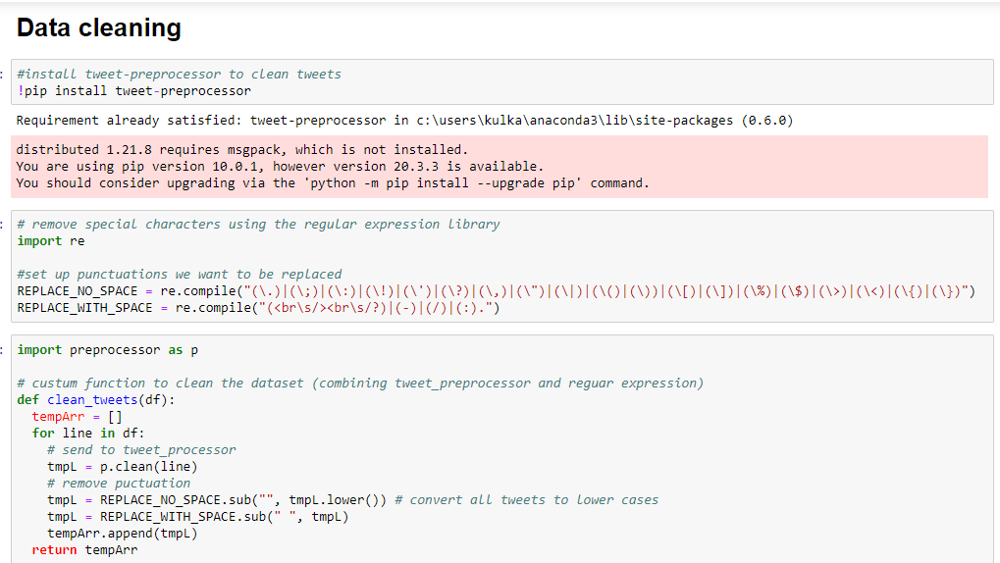 Data cleaning
#install tweet-preprocessor to clean tweets
!pip install tweet-preprocessor
Requirement already satisfied: tweet-preprocessor in c:\users\kulka\anaconda3\lib\site-packages (0.6.0)
distributed 1.21.8 requires msgpack, which is not installed.
You are using pip version 10.0.1, however version 20.3.3 is available.
You should consider upgrading via the 'python -m pip install --upgrade pip' command.
# remove special characters using the regular expression library
import re
#set up punctuations we want to be replaced
REPLACE_NO_SPACE = re.compile("(\.)|(\;)|(\:)|(\!)|(\')|(\?)|(\,)|(\")|(\|)|(\()|(\))|(\[)|(\])|(\%)|(\$)|(\>)|(\<)|(\{)|(\})")
REPLACE_WITH_SPACE = re.compile("(<br\s/><br\s/?)|(-)|(/)|(:).")
import preprocessor as p
# custum function to clean the dataset (combining tweet_preprocessor and reguar expression)
def clean_tweets(df):
  tempArr = []
  for line in df:
    # send to tweet_processor
    tmpL = p.clean(line)
    # remove puctuation
    tmpL = REPLACE_NO_SPACE.sub("", tmpL.lower()) # convert all tweets to lower cases
    tmpL = REPLACE_WITH_SPACE.sub(" ", tmpL)
    tempArr.append(tmpL)
  return tempArr